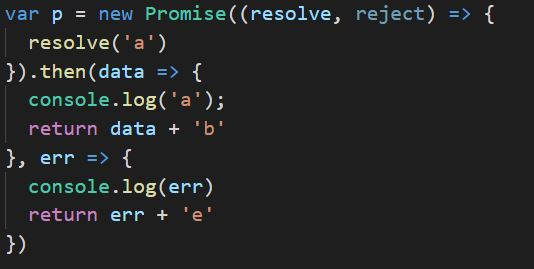 var p = new Promise((resolve, reject) => {
  resolve('a')
}).then(data => {
  console.log('a');
  return data + 'b'
}, err => {
  console.log(err)
  return err + 'e'
})